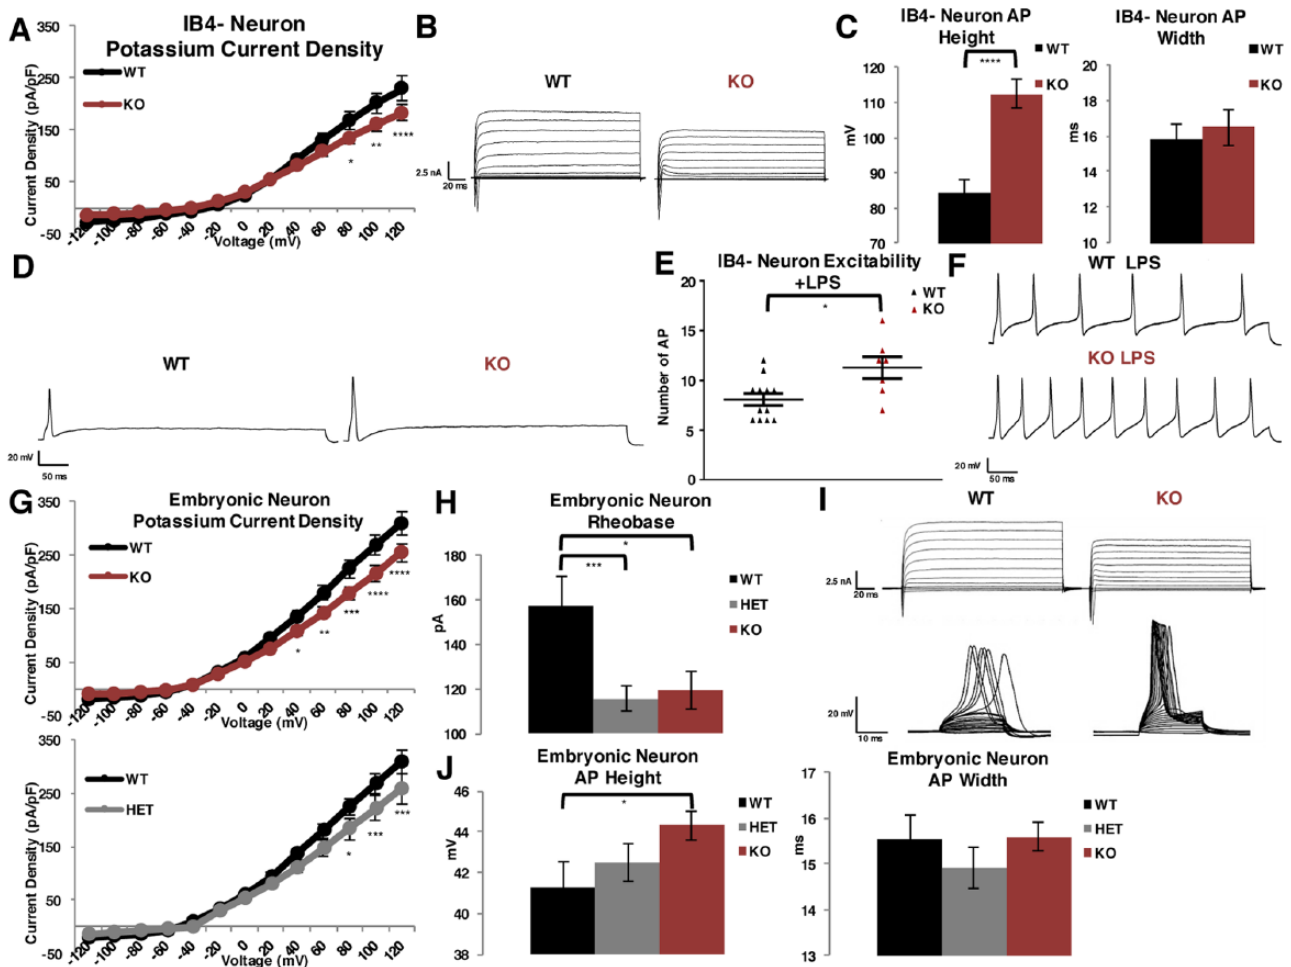 A
IB4- Neuron
Potassium Current Density
Current Density (pA/pF)
350
250
150
50
-50
WT
KO
*
**
****
-120 -100 -80 -60 -40 -20 0 20 40 60 80 100 120
Voltage (mV)
B
WT
KO
2.5 nA
20 ms
C
IB4- Neuron AP
Height
WT
KO
****
mV
120
110
100
90
80
70
IB4- Neuron AP
Width
WT
KO
ms
20
18
16
14
12
10
D
WT
KO
20 mV
50 ms
E
IB4- Neuron Excitability
+LPS
WT
KO
*
Number of AP
20
15
10
5
0
F
WT LPS
KO LPS
20 mV
50 ms
G
Embryonic Neuron
Potassium Current Density
Current Density (pA/pF)
350
250
150
50
-50
WT
KO
*
**
***
****
****
-120 -100 -80 -60 -40 -20 0 20 40 60 80 100 120
Voltage (mV)
Current Density (pA/pF)
350
250
150
50
-50
WT
HET
*
***
***
-120 -100 -80 -60 -40 -20 0 20 40 60 80 100 120
Voltage (mV)
H
Embryonic Neuron
Rheobase
*
***
WT
HET
KO
pA
180
160
140
120
100
I
WT
KO
2.5 nA
20 ms
20 mV
10 ms
J
Embryonic Neuron
AP Height
*
WT
HET
KO
mV
46
44
42
40
38
Embryonic Neuron
AP Width
WT
HET
KO
ms
17
16
15
14
13